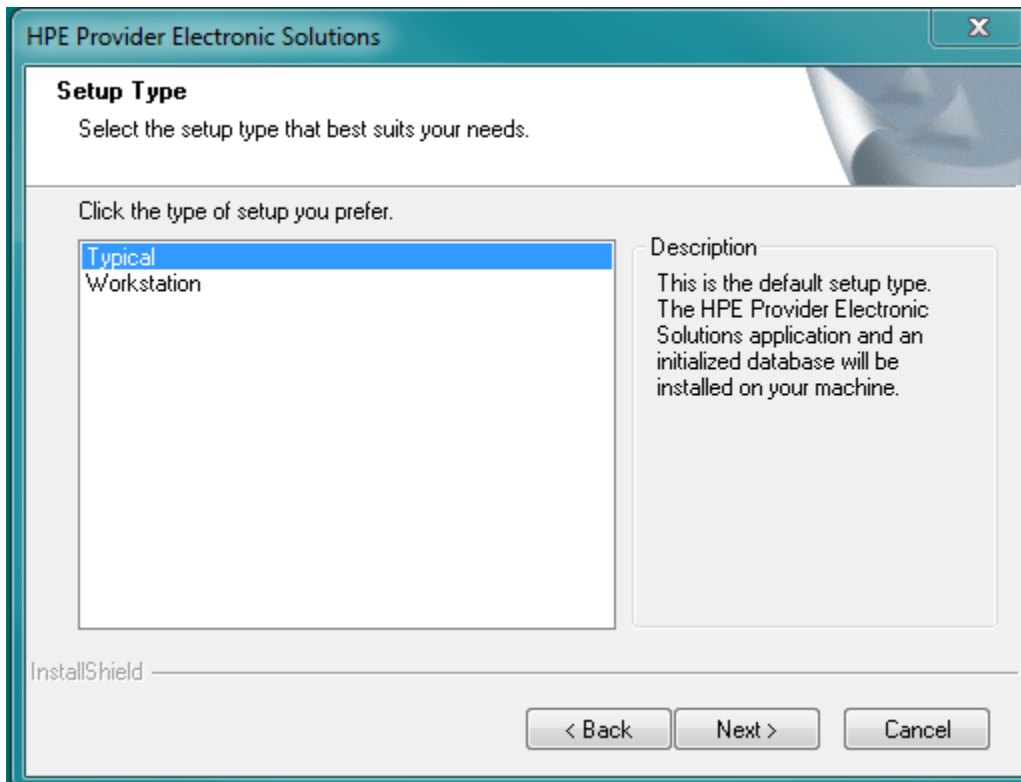 HPE Provider Electronic Solutions
X
Setup Type
Select the setup type that best suits your needs.
Click the type of setup you prefer.
Typical
Workstation
Description
This is the default setup type.
The HPE Provider Electronic
Solutions application and an
initialized database will be
installed on your machine.
InstallShield
< Back
Next >
Cancel